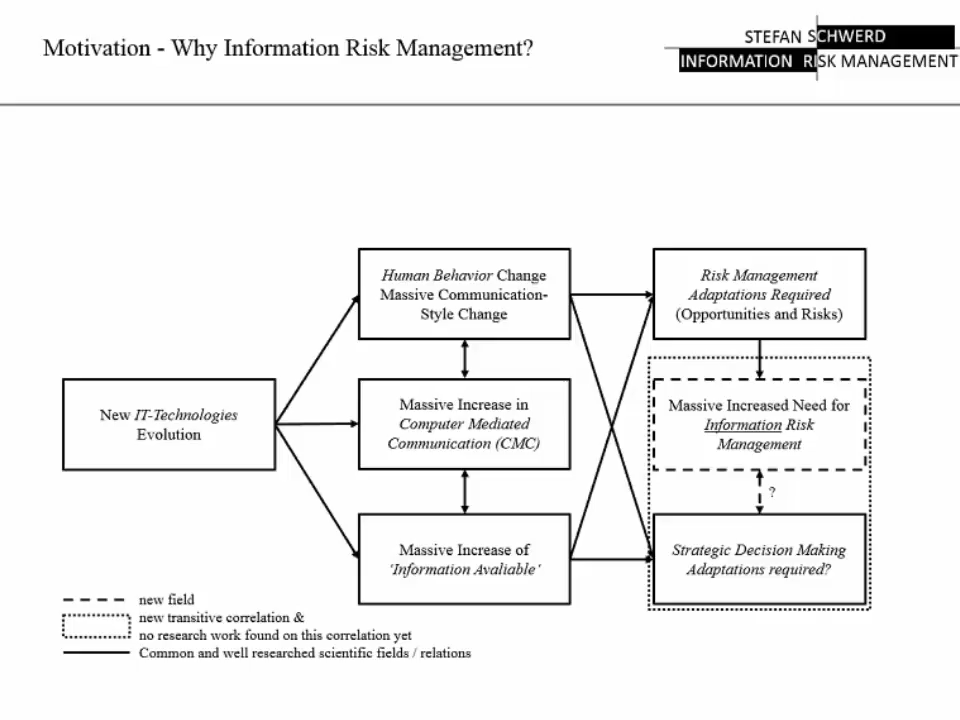 Motivation - Why Information Risk Management?
STEFAN SCHWERD
INFORMATION RISK MANAGEMENT
Human Behavior Change
Massive Communication-
Style Change
Risk Management
Adaptations Required
(Opportunities and Risks)
New IT-Technologies
Evolution
Massive Increase in
Computer Mediated
Communication (CMC)
Massive Increased Need for
Information Risk
Management
?
Massive Increase of
'Information Avaliable'
Strategic Decision Making
Adaptations required?
new field
new transitive correlation &
no research work found on this correlation yet
Common and well researched scientific fields / relations